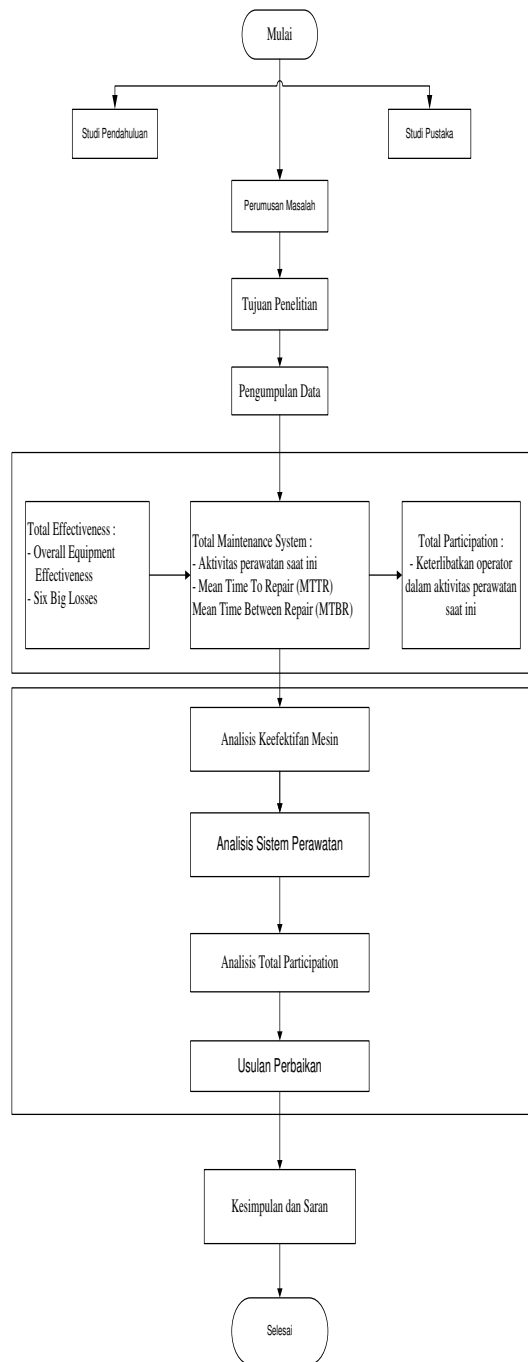 Mulai
Studi Pendahuluan
Studi Pustaka
Perumusan Masalah
Tujuan Penelitian
Pengumpulan Data
Total Effectiveness :
- Overall Equipment
Effectiveness
- Six Big Losses
Total Maintenance System :
- Aktivitas perawatan saat ini
- Mean Time To Repair (MTTR)
Mean Time Between Repair (MTBR)
Total Participation :
- Keterlibatkan operator
dalam aktivitas perawatan
saat ini
Analisis Keefektifan Mesin
Analisis Sistem Perawatan
Analisis Total Participation
Usulan Perbaikan
Kesimpulan dan Saran
Selesai